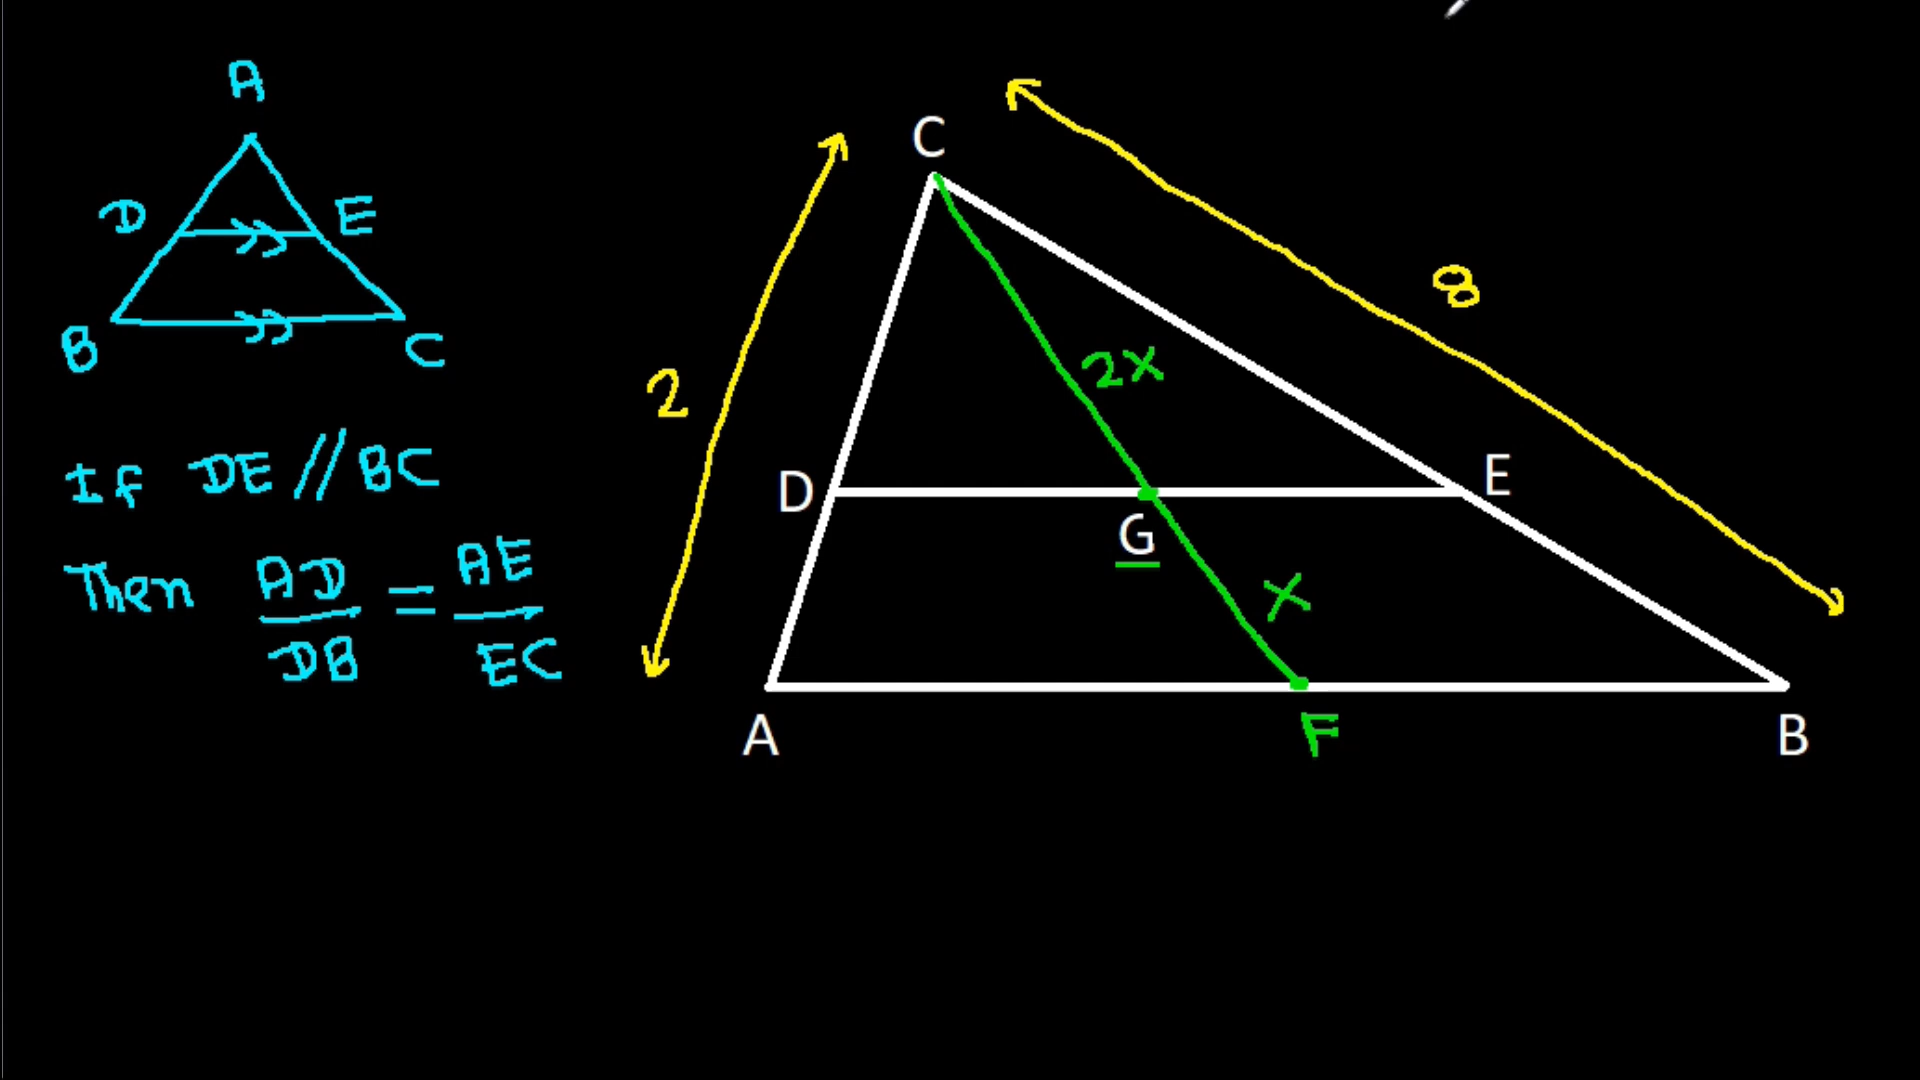 A
D E
B C
If DE // BC
Then AD/DB = AE/EC
C
2
8
2x
D E
G
x
A F B